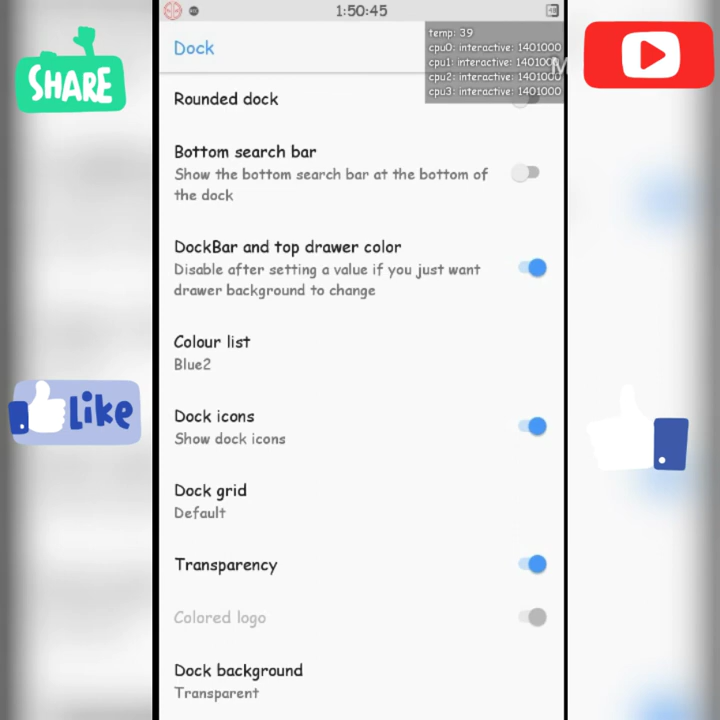 1:50:45
temp: 39
cpu0: interactive: 1401000
cpu1: interactive: 1401000
cpu2: interactive: 1401000
cpu3: interactive: 1401000
SHARE
Dock
Rounded dock
Bottom search bar
Show the bottom search bar at the bottom of
the dock
DockBar and top drawer color
Disable after setting a value if you just want
drawer background to change
Colour list
Blue2
Like
Dock icons
Show dock icons
Dock grid
Default
Transparency
Colored logo
Dock background
Transparent